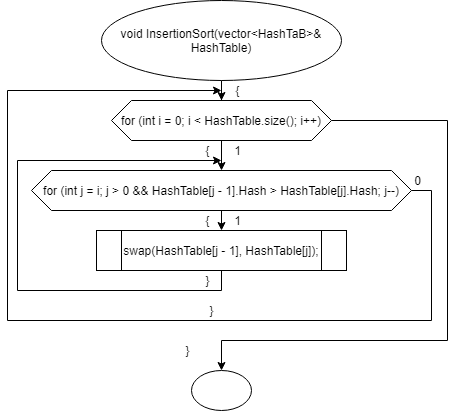 void InsertionSort(vector<HashTaB>&
HashTable)
{
for (int i = 0; i < HashTable.size(); i++)
{ 1
0
for (int j = i; j > 0 && HashTable[j - 1].Hash > HashTable[j].Hash; j--)
{ 1
swap(HashTable[j - 1], HashTable[j]);
}
}
}